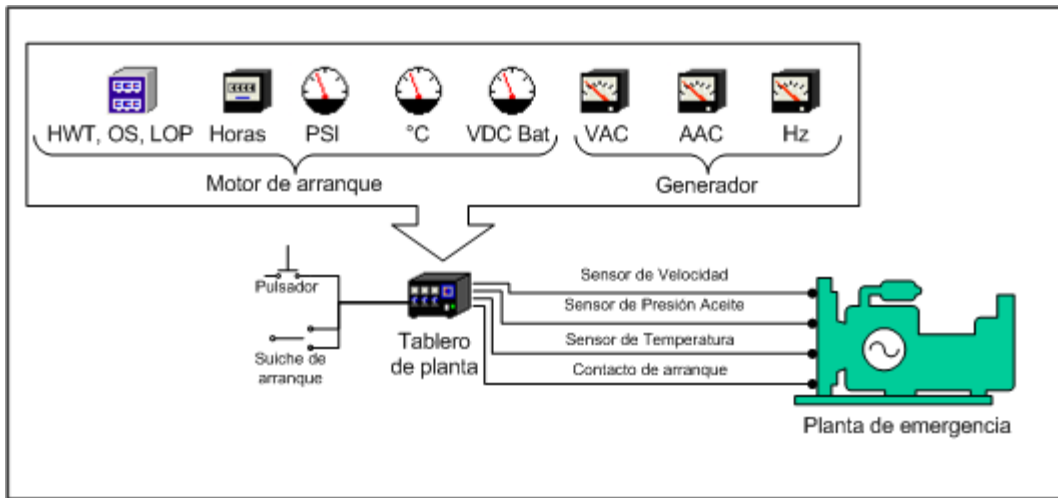 HWT, OS, LOP
Horas
PSI
°C
VDC Bat
VAC
AAC
Hz
Motor de arranque
Generador
Pulsador
Suiche de
arranque
Tablero
de planta
Sensor de Velocidad
Sensor de Presión Aceite
Sensor de Temperatura
Contacto de arranque
Planta de emergencia